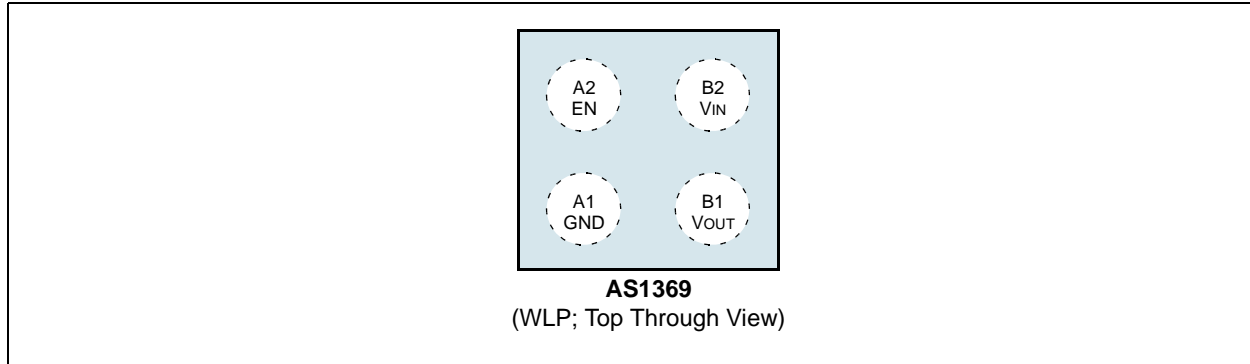 A2
EN
B2
VIN
A1
GND
B1
VOUT
AS1369
(WLP; Top Through View)